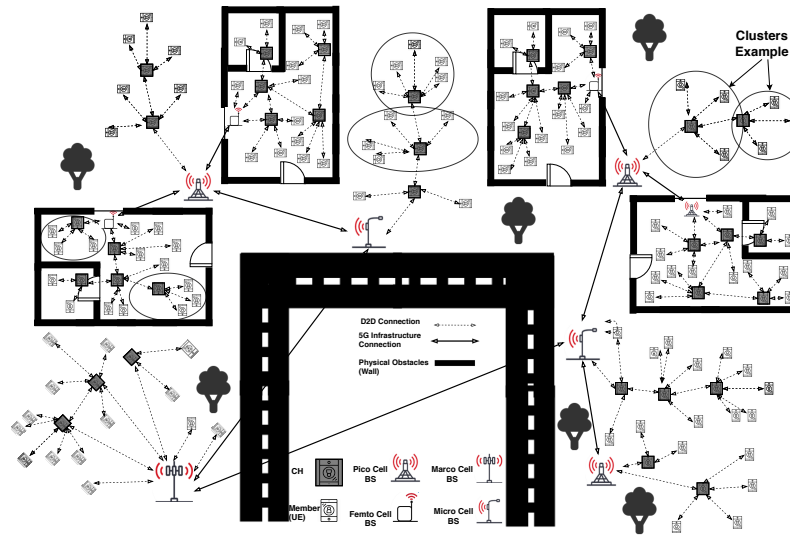 Clusters
Example
D2D Connection
5G Infrastructure
Connection
Physical Obstacles
(Wall)
CH
Pico Cell
BS
Marco Cell
BS
Member
(UE)
Femto Cell
BS
Micro Cell
BS